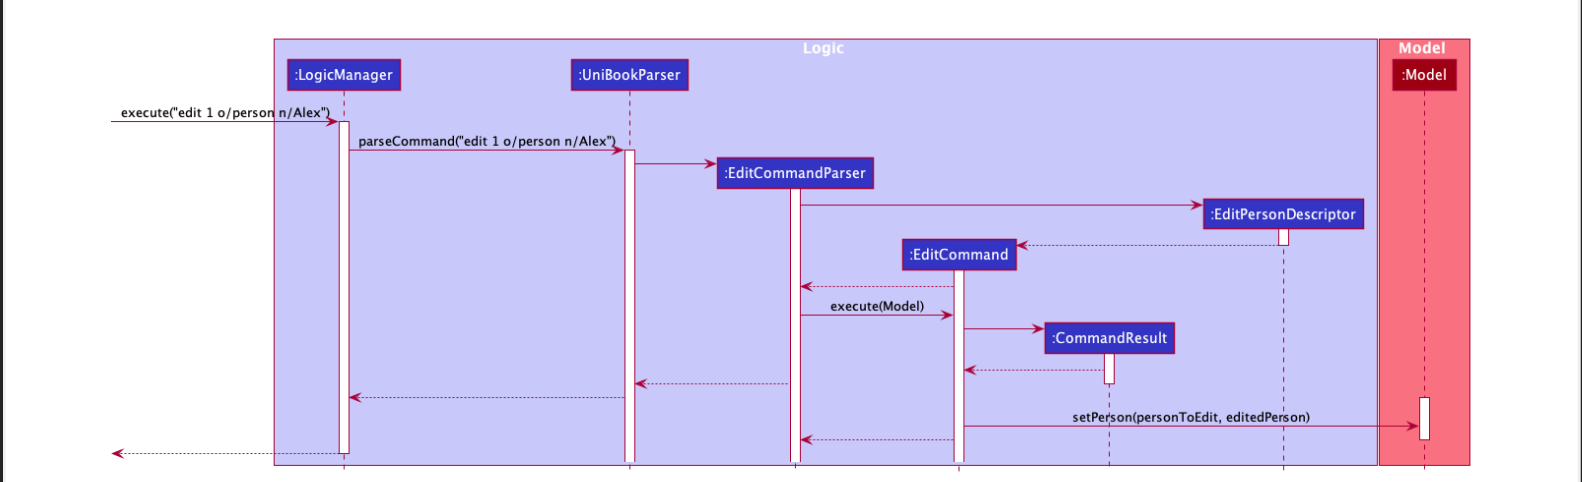 Logic
Model
:LogicManager
:UniBookParser
:Model
execute("edit 1 o/person n/Alex")
parseCommand("edit 1 o/person n/Alex")
:EditCommandParser
:EditPersonDescriptor
:EditCommand
execute(Model)
:CommandResult
setPerson(personToEdit, editedPerson)